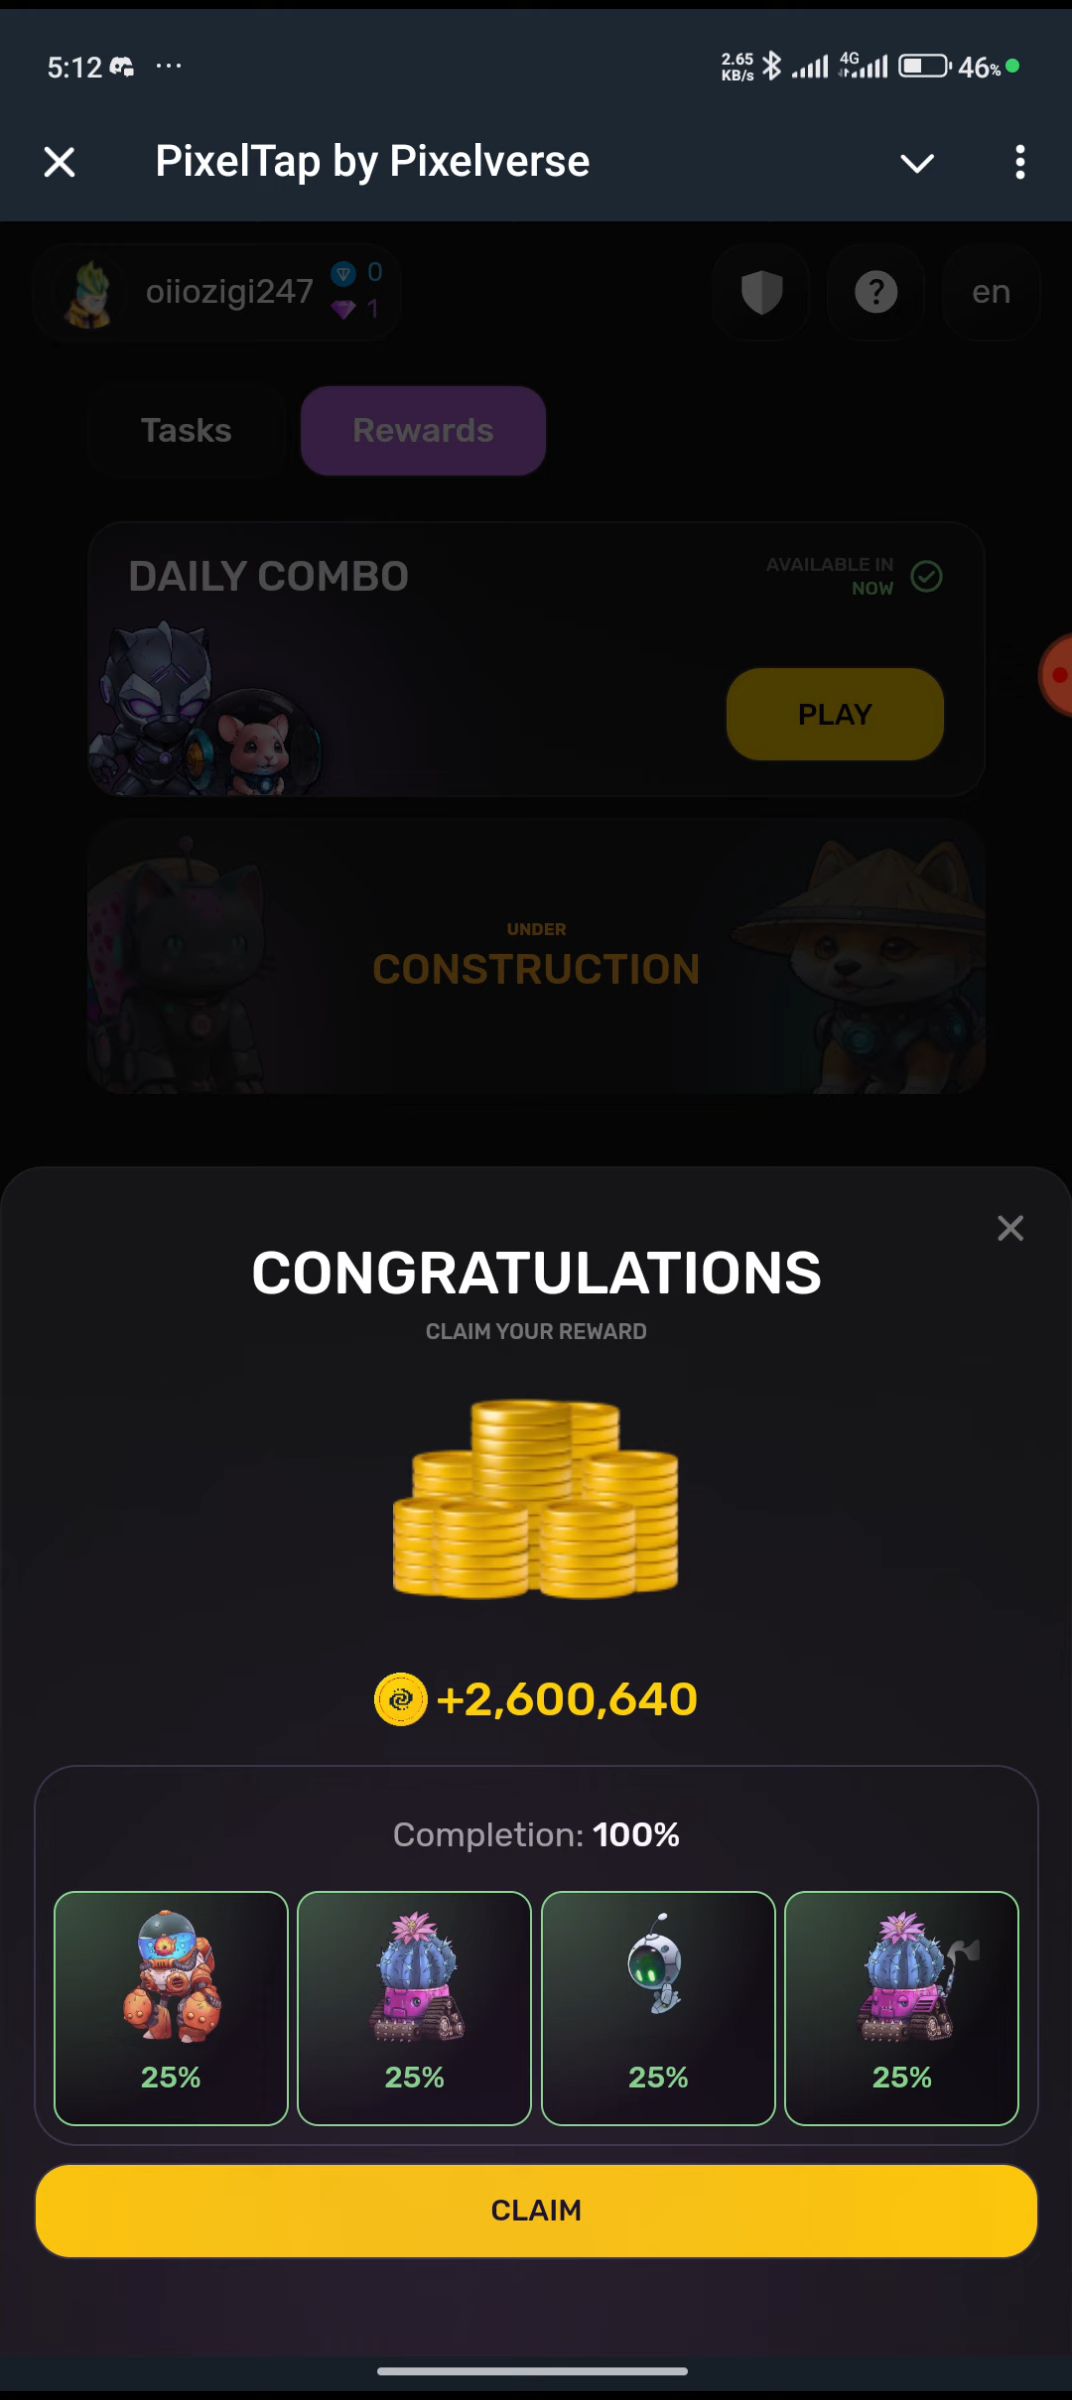 5:12 ... 2.65 KB/s 4G 46%
PixelTap by Pixelverse
oiiozigi247 0 1 ? en
Tasks Rewards
DAILY COMBO
AVAILABLE IN
NOW
PLAY
UNDER
CONSTRUCTION
CONGRATULATIONS
CLAIM YOUR REWARD
+2,600,640
Completion: 100%
25% 25% 25% 25%
CLAIM